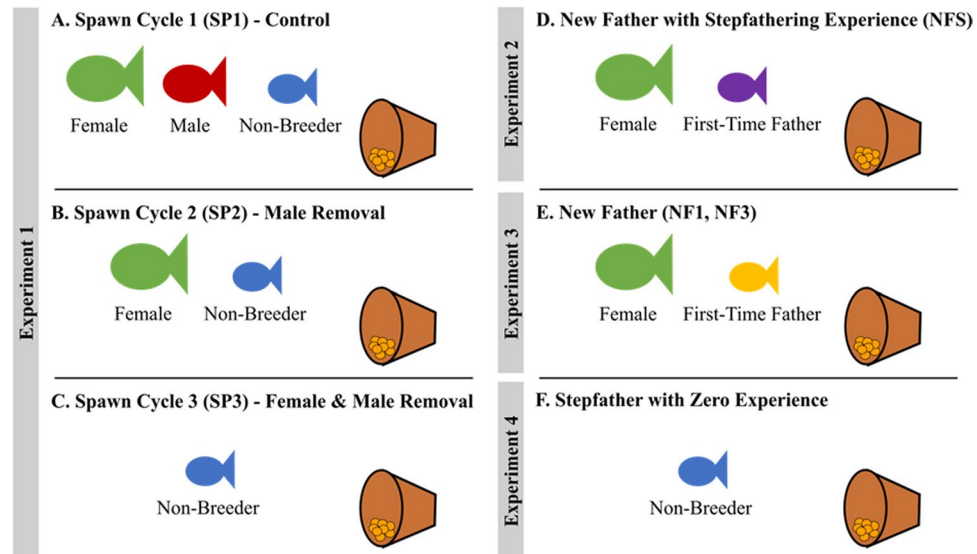 Experiment 1
A. Spawn Cycle 1 (SP1) - Control
Female Male Non-Breeder
B. Spawn Cycle 2 (SP2) - Male Removal
Female Non-Breeder
C. Spawn Cycle 3 (SP3) - Female & Male Removal
Non-Breeder
Experiment 2
D. New Father with Stepfathering Experience (NFS)
Female First-Time Father
Experiment 3
E. New Father (NF1, NF3)
Female First-Time Father
Experiment 4
F. Stepfather with Zero Experience
Non-Breeder